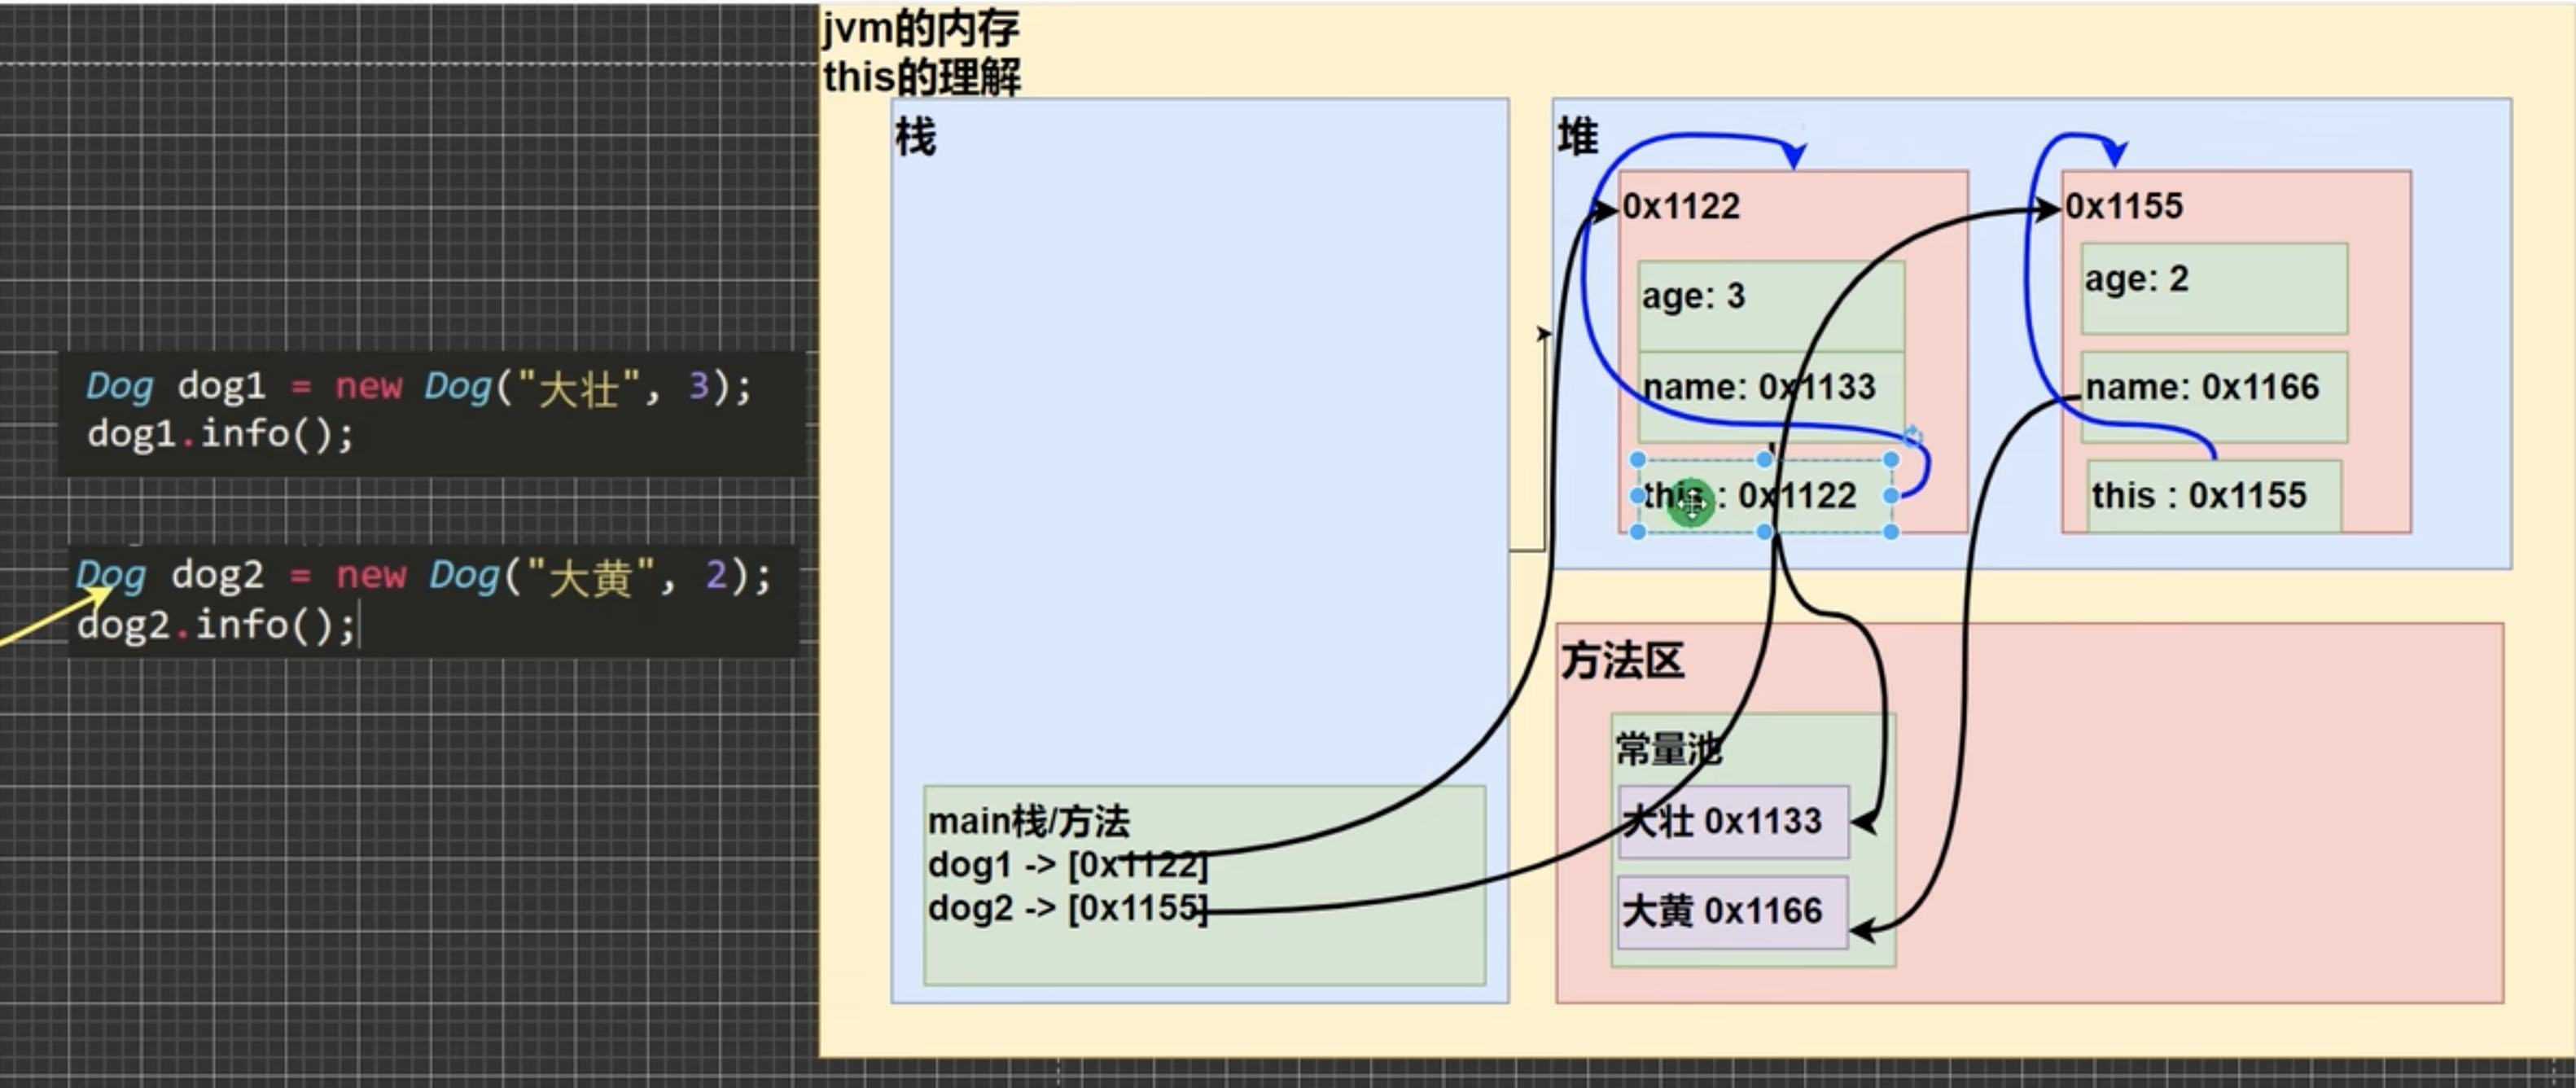 jvm的内存
this的理解
栈
堆
0x1122
age: 3
name: 0x1133
this : 0x1122
0x1155
age: 2
name: 0x1166
this : 0x1155
Dog dog1 = new Dog("大壮", 3);
dog1.info();
Dog dog2 = new Dog("大黄", 2);
dog2.info();
方法区
常量池
大壮 0x1133
大黄 0x1166
main栈/方法
dog1 -> [0x1122]
dog2 -> [0x1155]